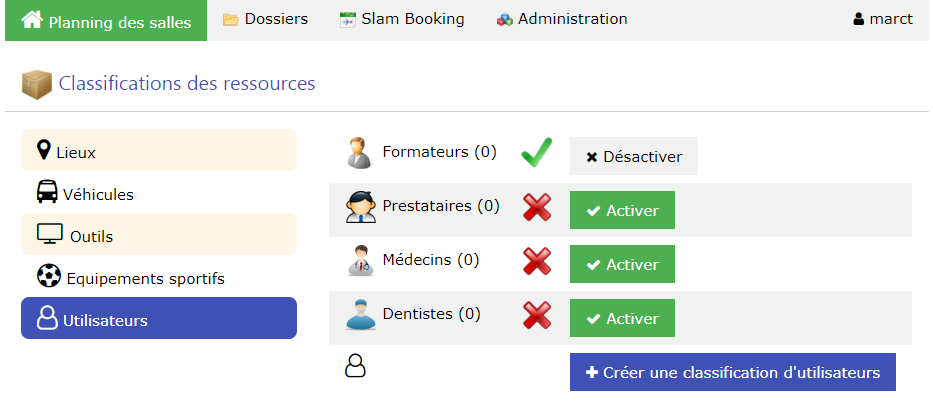 Planning des salles Dossiers Slam Booking Administration marct
Classifications des ressources
Lieux
Véhicules
Outils
Equipements sportifs
Utilisateurs
Formateurs (0) Désactiver
Prestataires (0) Activer
Médecins (0) Activer
Dentistes (0) Activer
Créer une classification d'utilisateurs